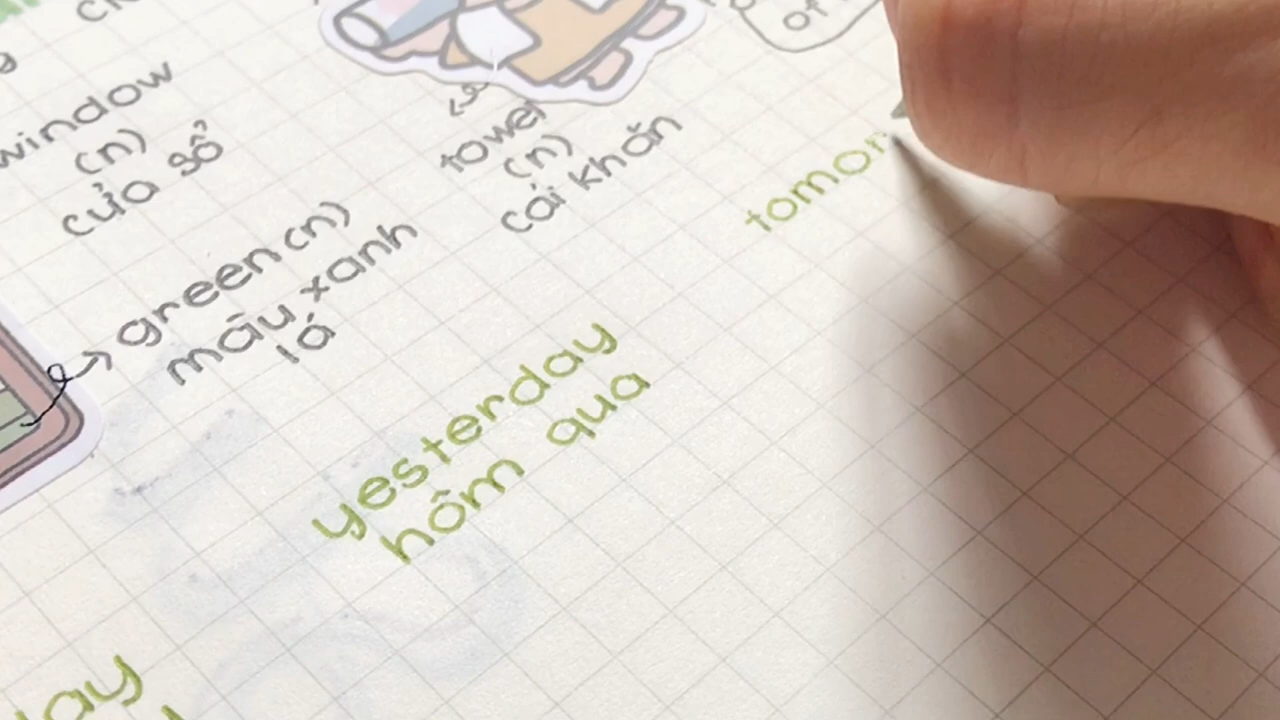 window
(n)
cửa sổ
towel
(n)
cái khăn
green (n)
màu xanh
lá
yesterday
hôm qua
tomor